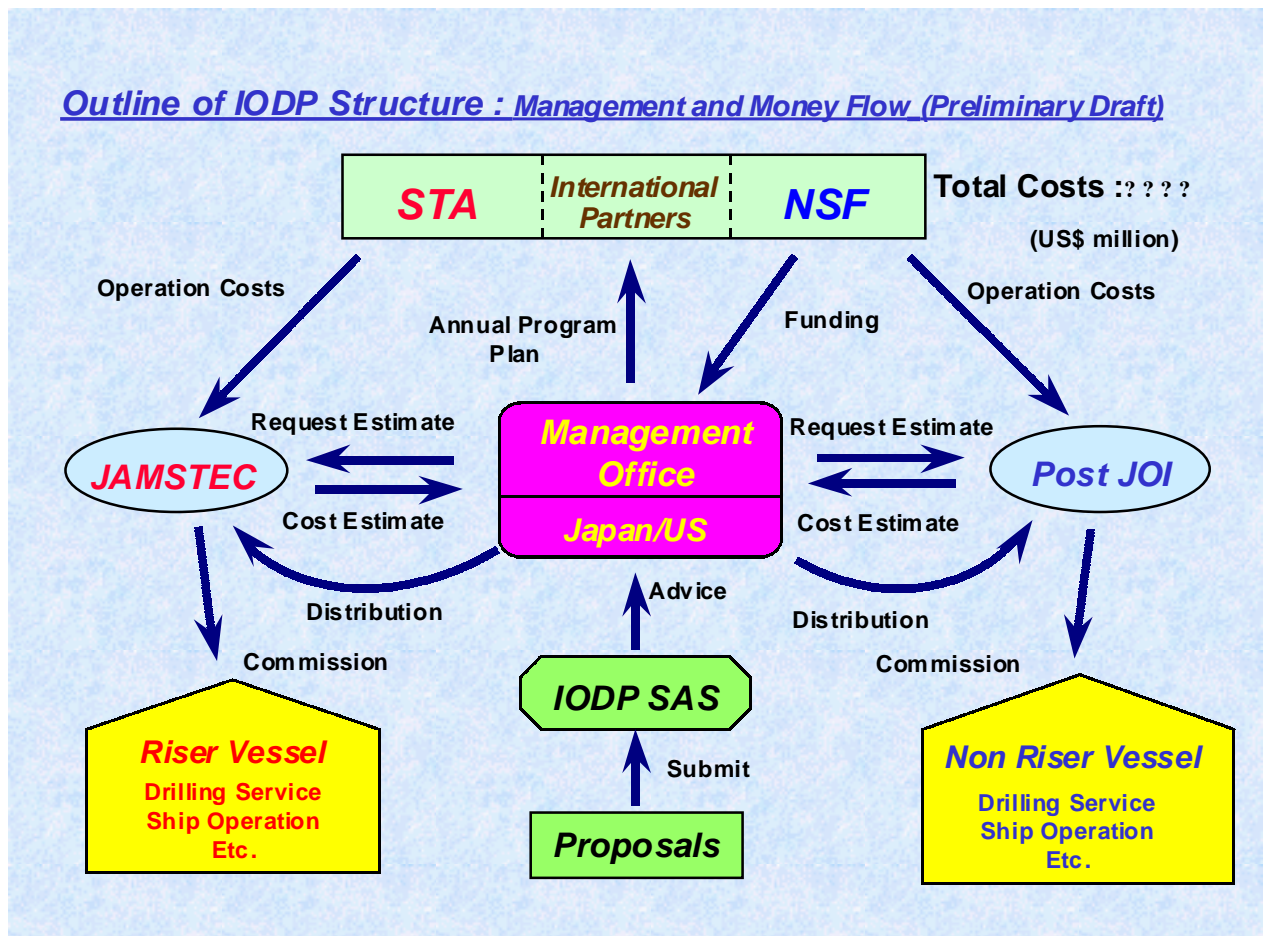 Outline of IODP Structure : Management and Money Flow (Preliminary Draft)
STA
International
Partners
NSF
Total Costs :? ? ? ?
(US$ million)
Operation Costs
Annual Program
Plan
Funding
Operation Costs
Request Estimate
Management
Office
Request Estimate
JAMSTEC
Post JOI
Cost Estimate
Japan/US
Cost Estimate
Distribution
Advice
Distribution
Commission
Commission
IODP SAS
Riser Vessel
Drilling Service
Ship Operation
Etc.
Submit
Non Riser Vessel
Drilling Service
Ship Operation
Etc.
Proposals